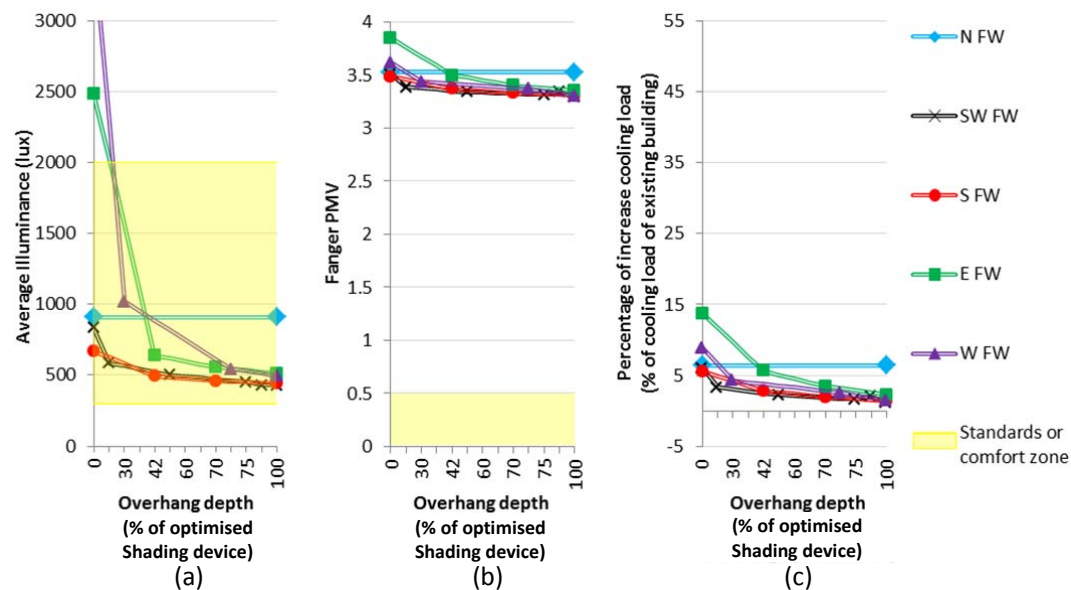 3000
2500
2000
1500
1000
500
0
Average Illuminance (lux)
0
30
42
70
75
100
Overhang depth
(% of optimised
Shading device)
(a)
4
3.5
3
2.5
2
1.5
1
0.5
0
Fanger PMV
0
30
42
70
75
100
Overhang depth
(% of optimised
Shading device)
(b)
55
45
35
25
15
5
-5
Percentage of increase cooling load
(% of cooling load of existing building)
0
30
42
70
75
100
Overhang depth
(% of optimised
Shading device)
(c)
N FW
SW FW
S FW
E FW
W FW
Standards or
comfort zone